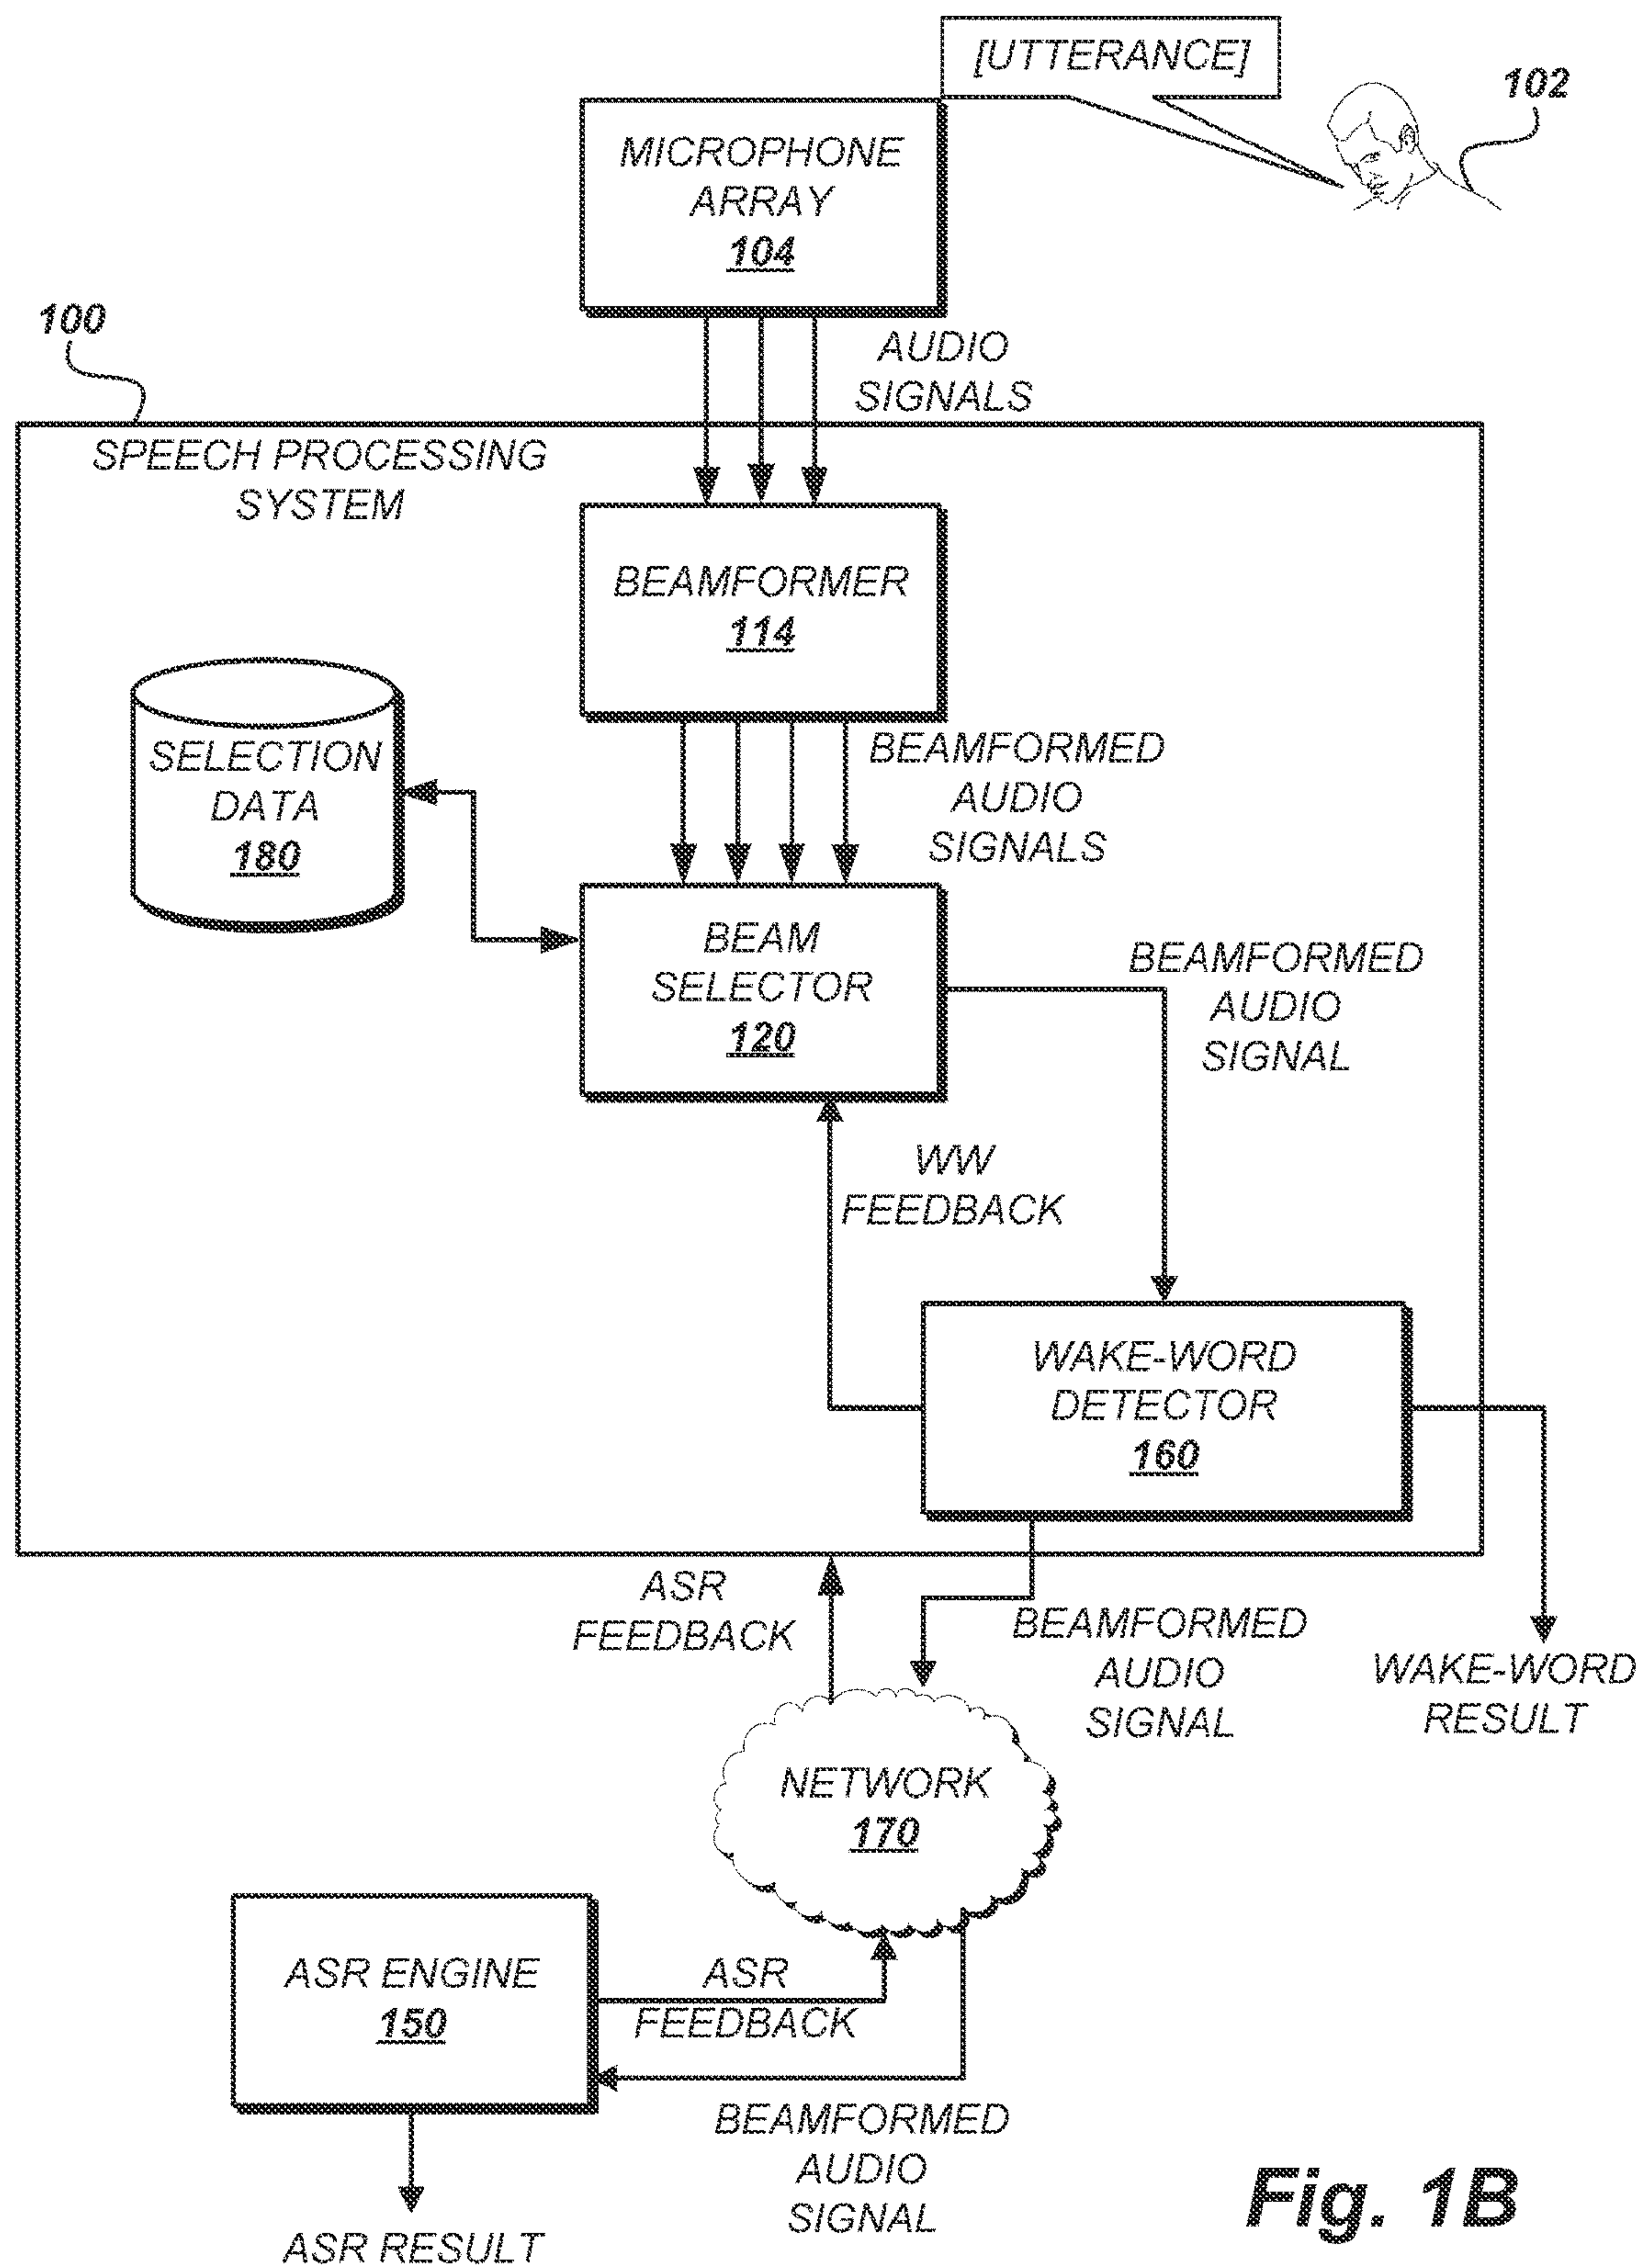 [UTTERANCE]
102
MICROPHONE
ARRAY
104
100
AUDIO
SIGNALS
SPEECH PROCESSING
SYSTEM
BEAMFORMER
114
SELECTION
DATA
180
BEAMFORMED
AUDIO
SIGNALS
BEAM
SELECTOR
120
BEAMFORMED
AUDIO
SIGNAL
WW
FEEDBACK
WAKE-WORD
DETECTOR
160
ASR
FEEDBACK
BEAMFORMED
AUDIO
SIGNAL
WAKE-WORD
RESULT
NETWORK
170
ASR ENGINE
150
ASR
FEEDBACK
BEAMFORMED
AUDIO
SIGNAL
ASR RESULT
Fig. 1B